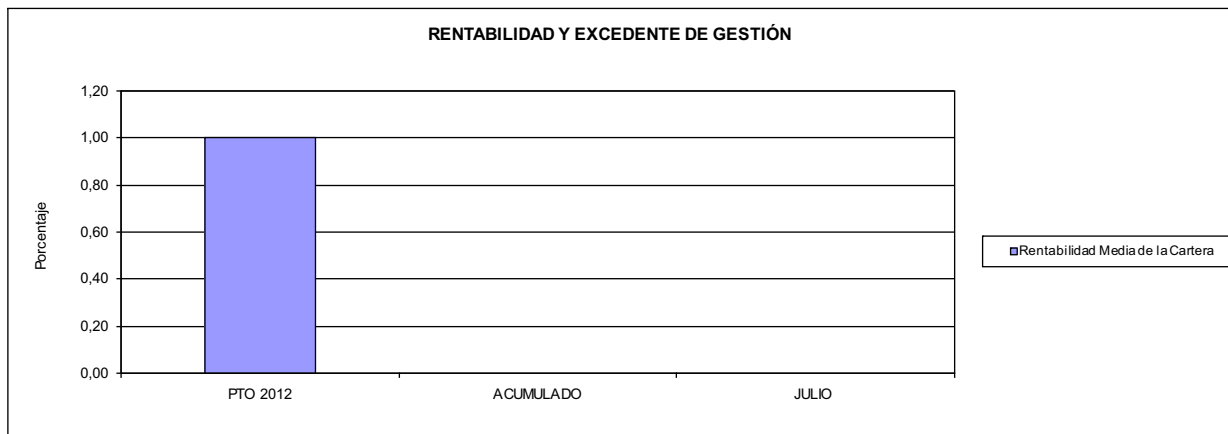 RENTABILIDAD Y EXCEDENTE DE GESTIÓN
1,20
1,00
0,80
0,60
0,40
0,20
0,00
Porcentaje
PTO 2012
ACUMULADO
JULIO
Rentabilidad Media de la Cartera